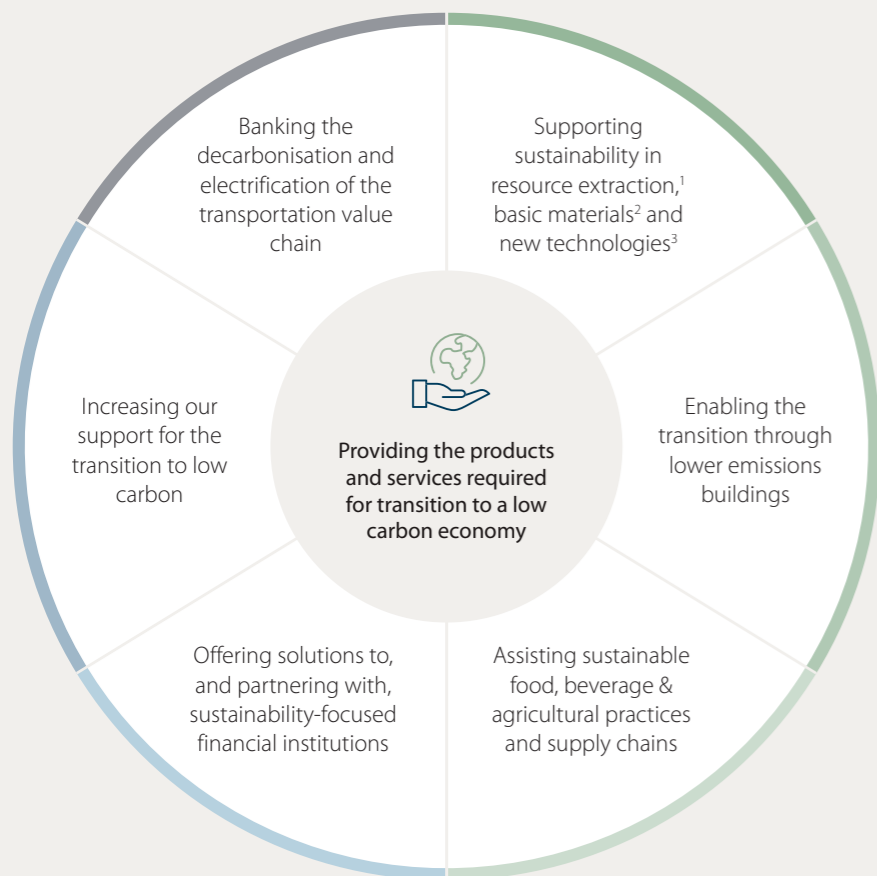 Banking the
decarbonisation and
electrification of the
transportation value
chain
Supporting
sustainability in
resource extraction,¹
basic materials² and
new technologies³
Increasing our
support for the
transition to low
carbon
Providing the products
and services required
for transition to a low
carbon economy
Enabling the
transition through
lower emissions
buildings
Offering solutions to,
and partnering with,
sustainability-focused
financial institutions
Assisting sustainable
food, beverage &
agricultural practices
and supply chains